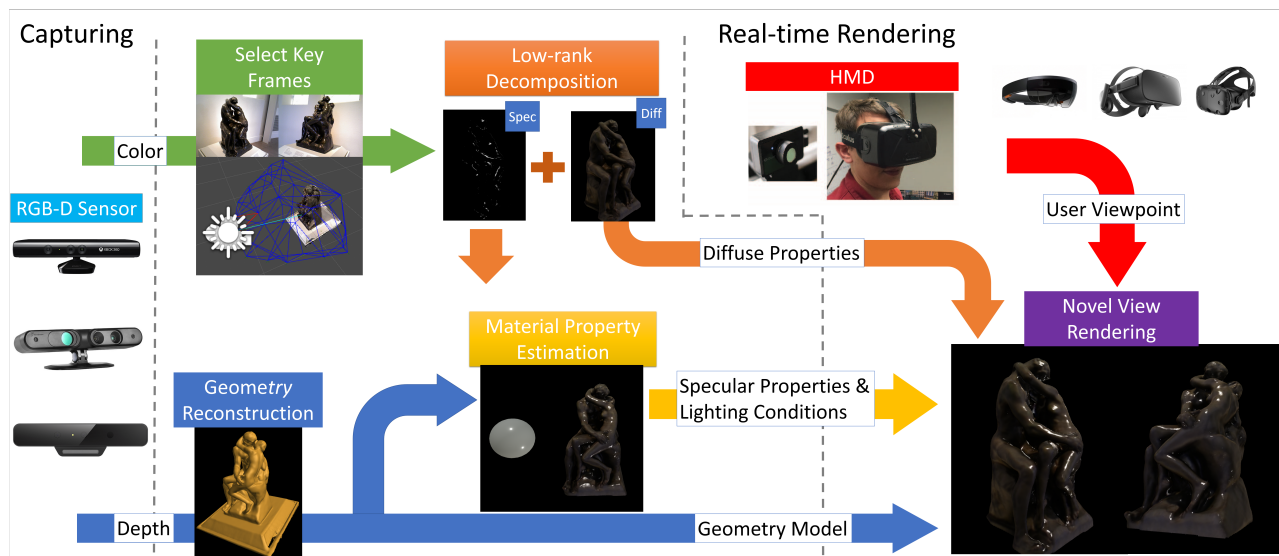 Capturing
Real-time Rendering
Select Key
Frames
Low-rank
Decomposition
HMD
Spec
Diff
Color
RGB-D Sensor
User Viewpoint
Diffuse Properties
Novel View
Rendering
Material Property
Estimation
Geometry
Reconstruction
Specular Properties &
Lighting Conditions
Depth
Geometry Model